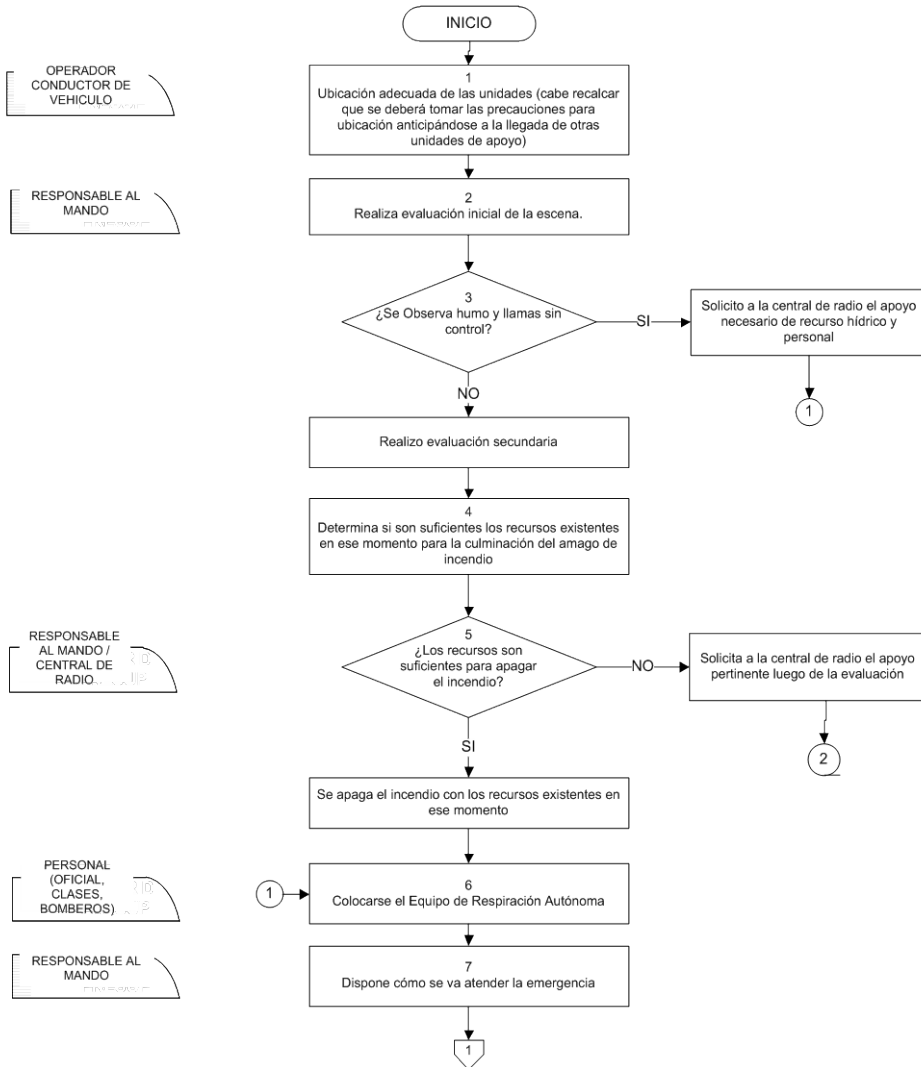 INICIO
OPERADOR
CONDUCTOR DE
VEHICULO
1
Ubicación adecuada de las unidades (cabe recalcar
que se deberá tomar las precauciones para
ubicación anticipándose a la llegada de otras
unidades de apoyo)
RESPONSABLE AL
MANDO
2
Realiza evaluación inicial de la escena.
3
¿Se Observa humo y llamas sin
control?
SI
Solicito a la central de radio el apoyo
necesario de recurso hídrico y
personal
1
NO
Realizo evaluación secundaria
4
Determina si son suficientes los recursos existentes
en ese momento para la culminación del amago de
incendio
RESPONSABLE
AL MANDO /
CENTRAL DE
RADIO
5
¿Los recursos son
suficientes para apagar
el incendio?
NO
Solicita a la central de radio el apoyo
pertinente luego de la evaluación
2
SI
Se apaga el incendio con los recursos existentes en
ese momento
PERSONAL
(OFICIAL,
CLASES,
BOMBEROS)
1
6
Colocarse el Equipo de Respiración Autónoma
RESPONSABLE AL
MANDO
7
Dispone cómo se va atender la emergencia
1